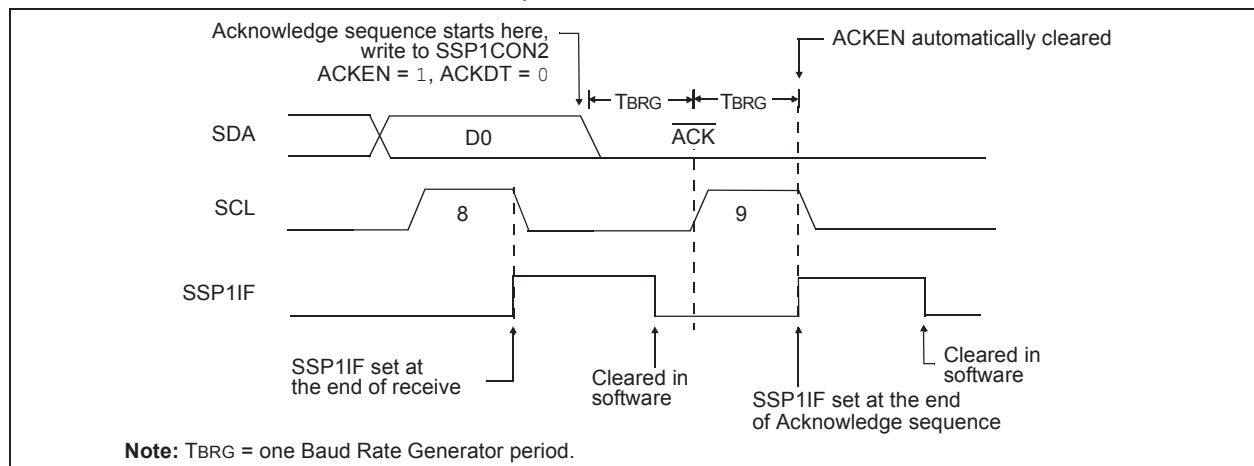 Acknowledge sequence starts here,
write to SSP1CON2
ACKEN = 1, ACKDT = 0
ACKEN automatically cleared
TBRG
TBRG
SDA
D0
ACK
SCL
8
9
SSP1IF
SSP1IF set at
the end of receive
Cleared in
software
SSP1IF set at the end
of Acknowledge sequence
Cleared in
software
Note: TBRG = one Baud Rate Generator period.